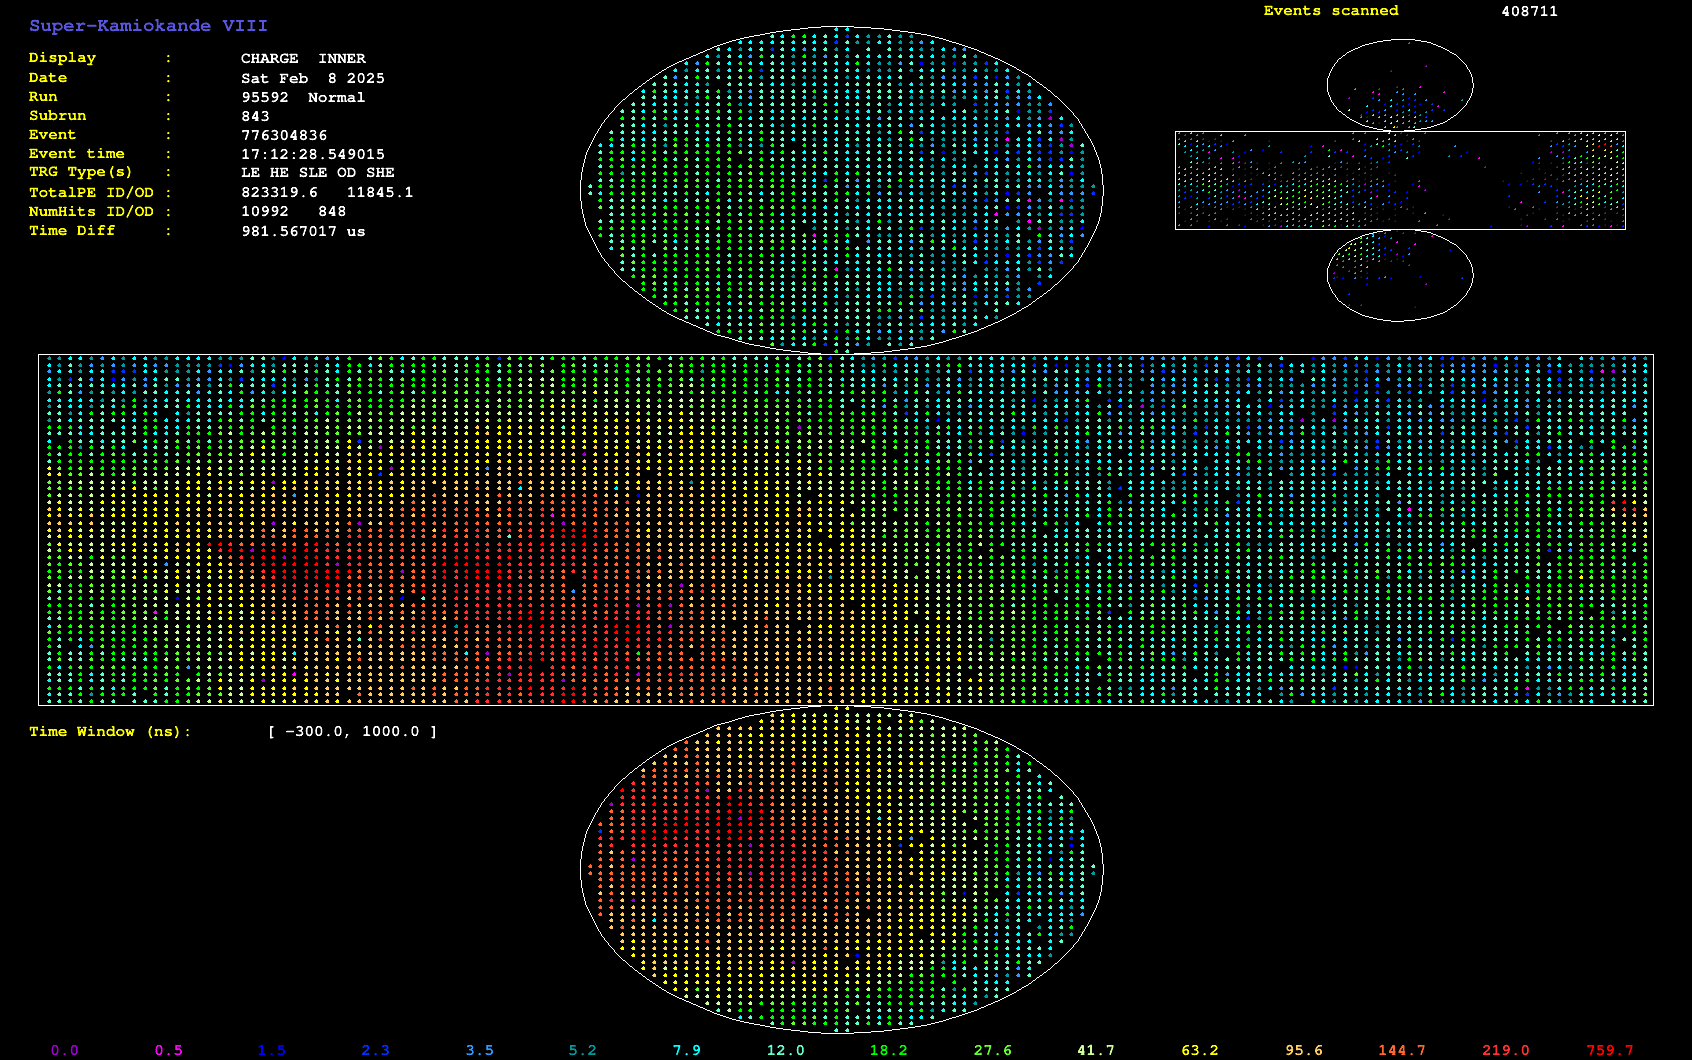 Super-Kamiokande VIII
Display : CHARGE INNER
Date : Sat Feb 8 2025
Run : 95592 Normal
Subrun : 843
Event : 776304836
Event time : 17:12:28.549015
TRG Type(s) : LE HE SLE OD SHE
TotalPE ID/OD : 823319.6 11845.1
NumHits ID/OD : 10992 848
Time Diff : 981.567017 us
Events scanned 408711
Time Window (ns): [ -300.0, 1000.0 ]
0.0 0.5 1.5 2.3 3.5 5.2 7.9 12.0 18.2 27.6 41.7 63.2 95.6 144.7 219.0 759.7